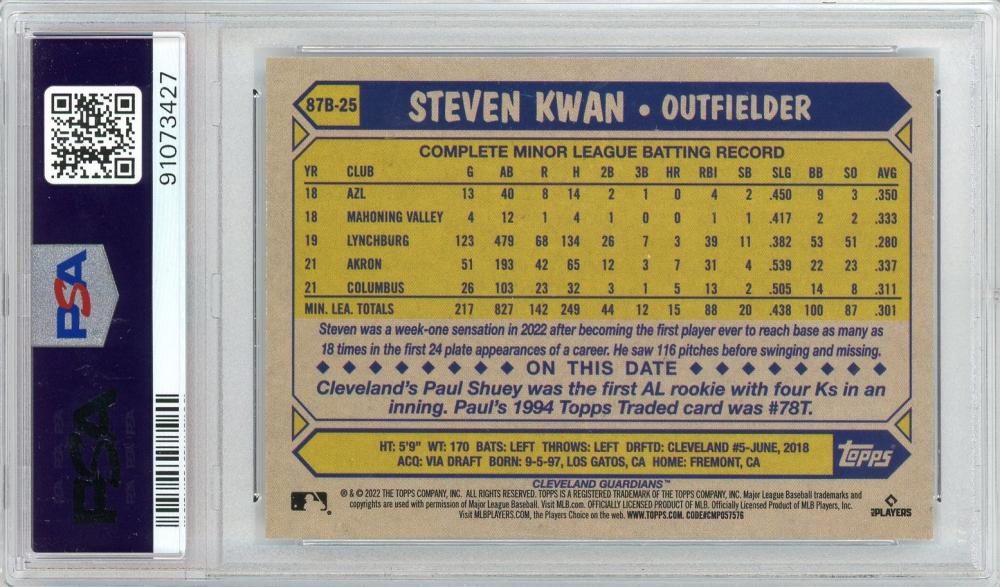 91073427
PSA
PSA
87B-25 STEVEN KWAN • OUTFIELDER
COMPLETE MINOR LEAGUE BATTING RECORD
YR CLUB G AB R H 2B 3B HR RBI SB SLG BB SO AVG
18 AZL 13 40 8 14 2 1 0 4 2 .450 9 3 .350
18 MAHONING VALLEY 4 12 1 4 1 0 0 1 1 .417 2 2 .333
19 LYNCHBURG 123 479 68 134 26 7 3 39 11 .382 53 51 .280
21 AKRON 51 193 42 65 12 3 7 31 4 .539 22 23 .337
21 COLUMBUS 26 103 23 32 3 1 5 13 2 .505 14 8 .311
MIN. LEA. TOTALS 217 827 142 249 44 12 15 88 20 .438 100 87 .301
Steven was a week-one sensation in 2022 after becoming the first player ever to reach base as many as
18 times in the first 24 plate appearances of a career. He saw 116 pitches before swinging and missing.
◆ ◆ ◆ ◆ ◆ ◆ ◆ ◆ ON THIS DATE ◆ ◆ ◆ ◆ ◆ ◆ ◆ ◆
Cleveland's Paul Shuey was the first AL rookie with four Ks in an
inning. Paul's 1994 Topps Traded card was #78T.
HT: 5'9" WT: 170 BATS: LEFT THROWS: LEFT DRFTD: CLEVELAND #5-JUNE, 2018
ACQ: VIA DRAFT BORN: 9-5-97, LOS GATOS, CA HOME: FREMONT, CA
Topps
CLEVELAND GUARDIANS™
® & © 2022 THE TOPPS COMPANY, INC. ALL RIGHTS RESERVED. TOPPS IS A REGISTERED TRADEMARK OF THE TOPPS COMPANY, INC. Major League Baseball trademarks and
copyrights are used with permission of Major League Baseball. Visit MLB.com. OFFICIALLY LICENSED PRODUCT OF MLB. Officially Licensed Product of MLB Players, Inc.
Visit MLBPLAYERS.COM, the Players Choice on the web. WWW.TOPPS.COM. CODE#CMP057576
PLAYERS